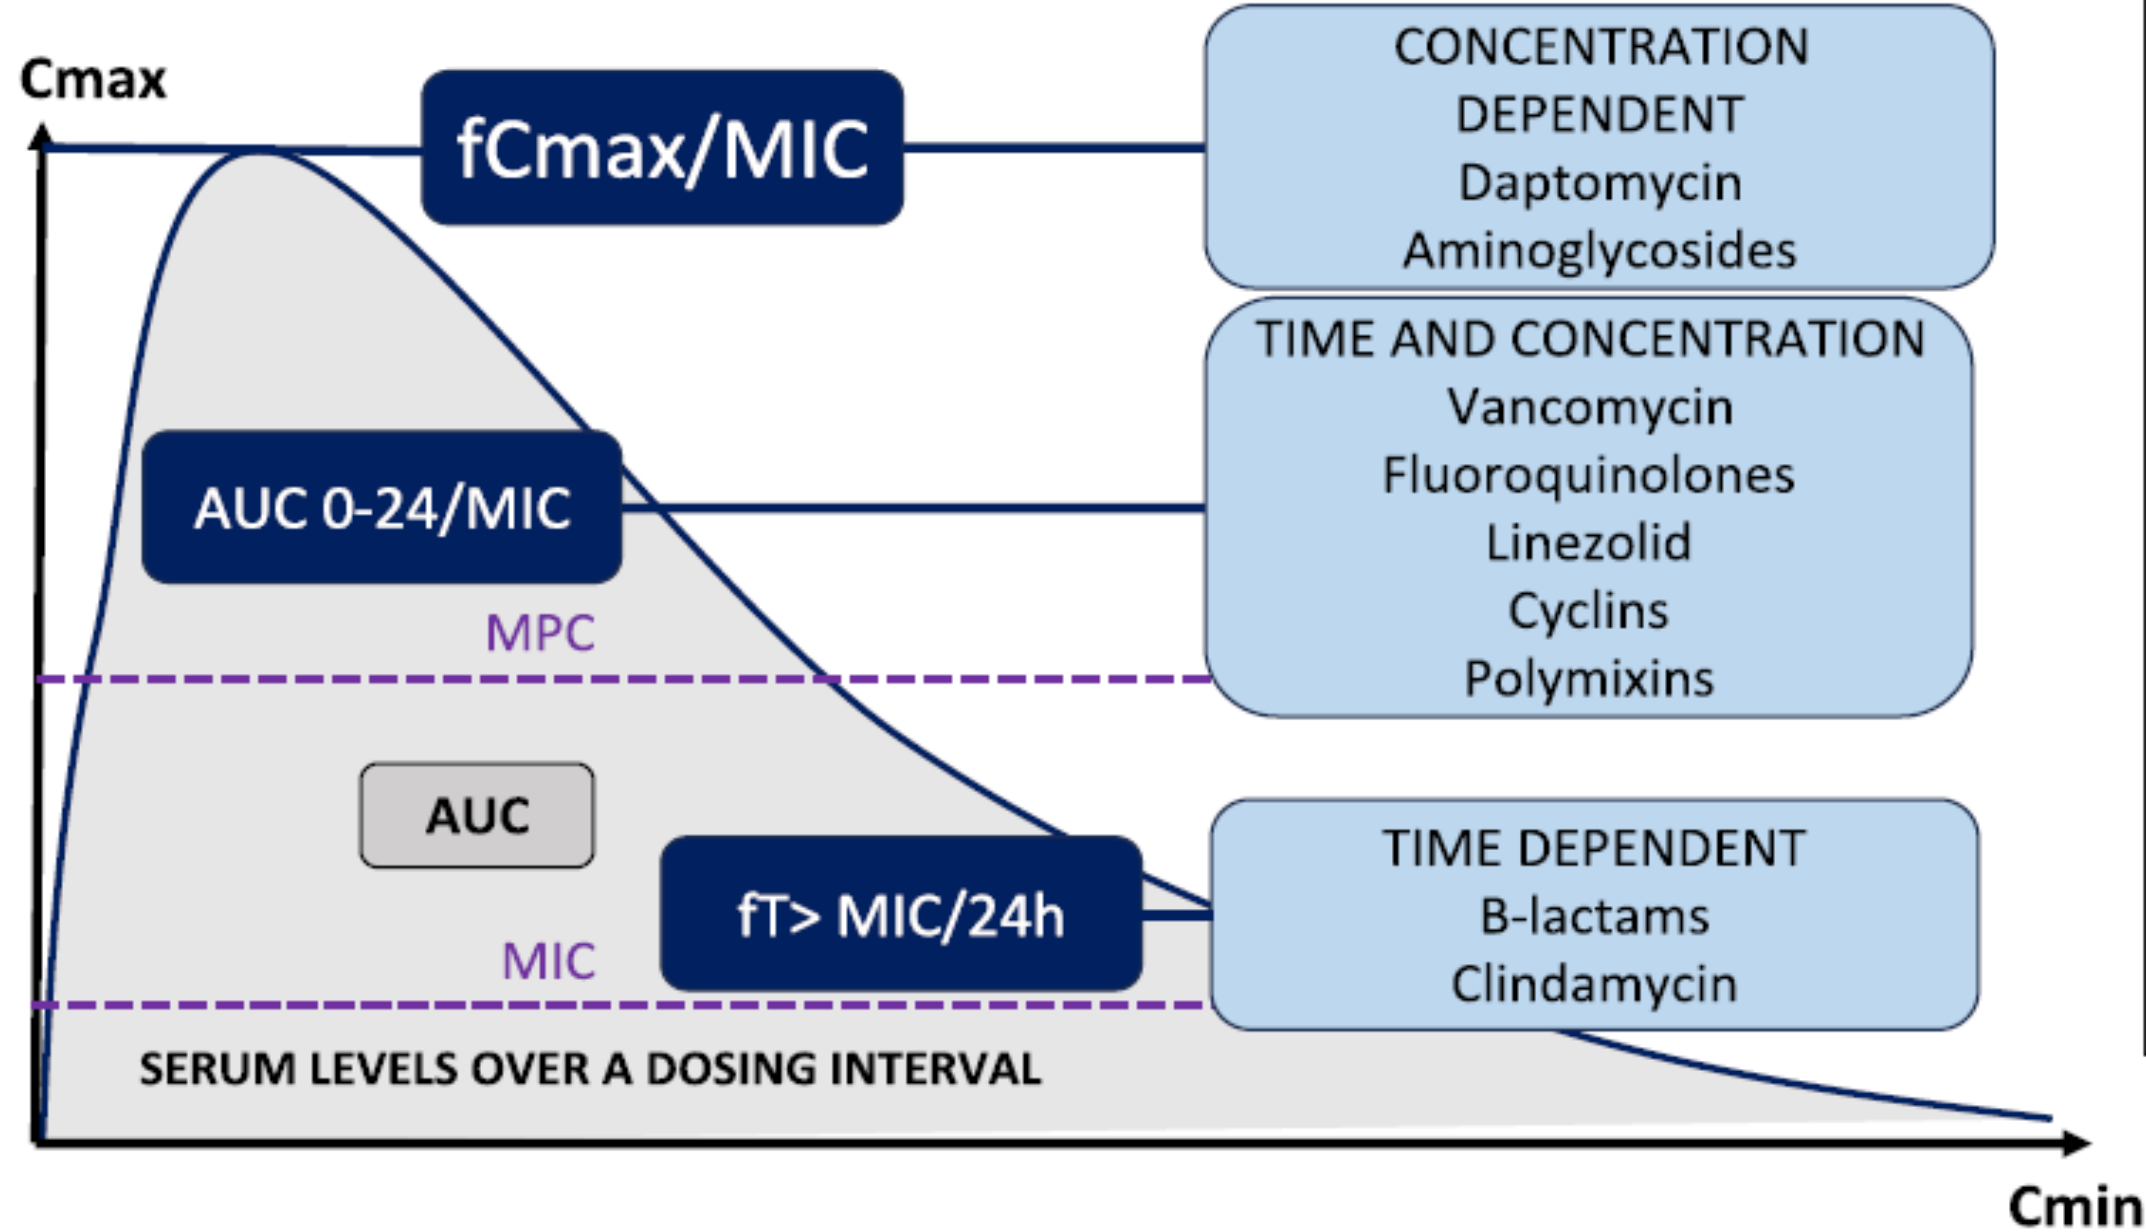 Cmax
fCmax/MIC
CONCENTRATION
DEPENDENT
Daptomycin
Aminoglycosides
TIME AND CONCENTRATION
Vancomycin
Fluoroquinolones
Linezolid
Cyclins
Polymixins
AUC 0-24/MIC
MPC
AUC
fT> MIC/24h
TIME DEPENDENT
B-lactams
Clindamycin
MIC
SERUM LEVELS OVER A DOSING INTERVAL
Cmin